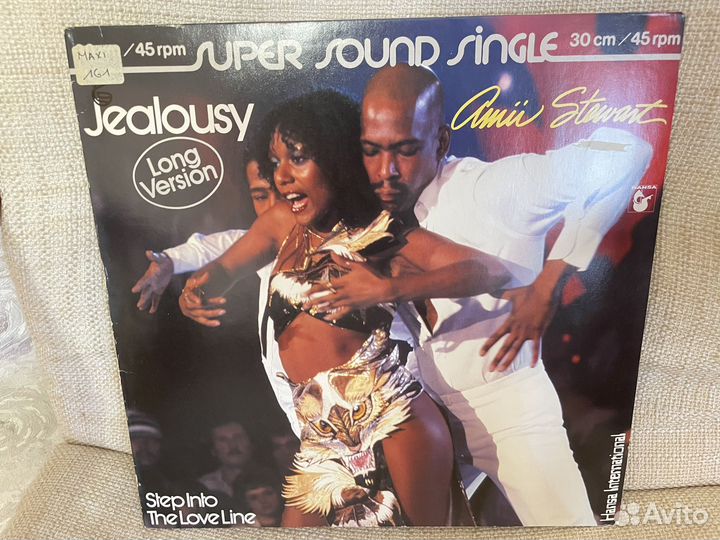 MAXI
161
/45 rpm
SUPER SOUND SINGLE
30 cm/45 rpm
Jealousy
Long
Version
Amii Stewart
HANSA
Step Into
The Love Line
Hansa International
Avito